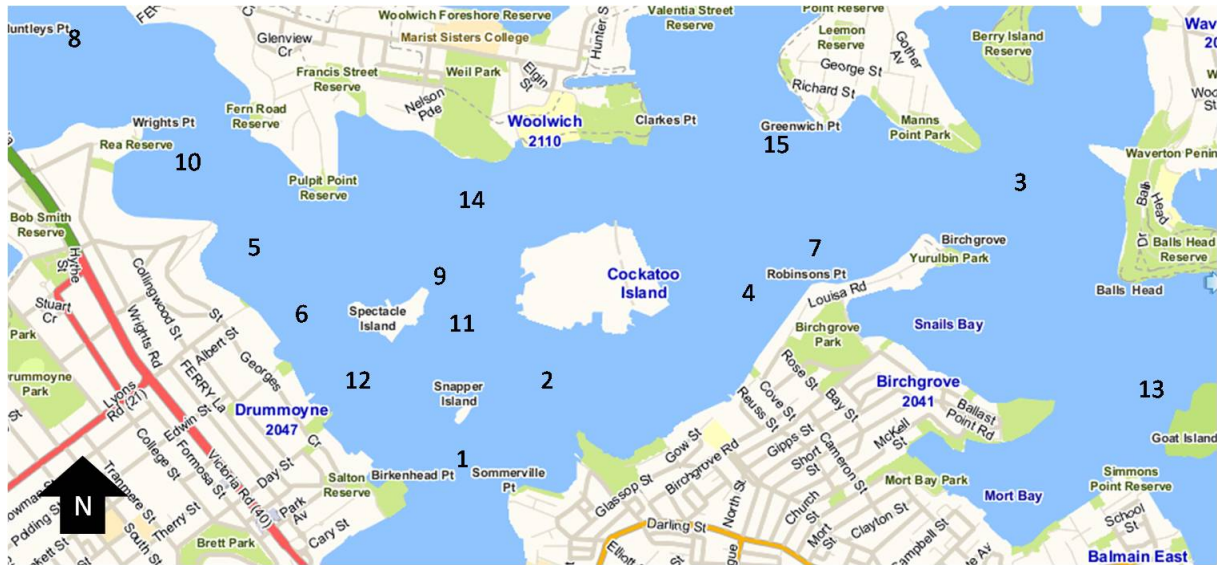 Huntleys Pt
8
Glenview
Cr
Woolwich Foreshore Reserve
Marist Sisters College
Hunter S
Valentia Street
Reserve
Point Reserve
Leemon
Reserve
Gother
Av
George St
Richard St
Berry Island
Reserve
Francis Street
Reserve
Weil Park
Elgin
St
Nelson
Pde
Fern Road
Reserve
Wrights Pt
Rea Reserve
10
Woolwich
2110
Clarkes Pt
Greenwich Pt
15
Manns
Point Park
Waverton Penin
Pulpit Point
Reserve
14
3
Balls
Head
Dr
Balls Head
Reserve
Balls Head
Bob Smith
Reserve
Hythe
St
5
7
Birchgrove
Yurulbin Park
Robinsons Pt
Louisa Rd
9
Cockatoo
Island
4
Stuart
Cr
Collingwood St
Wrights Rd
6
Spectacle
Island
11
Snails Bay
Birchgrove
Park
Park
Drummoyne
Park
Lyons
Rd (21)
Albert St
St
Georges
Cr
FERRY La
Edwin St
12
Snapper
Island
2
Rose St
Bay St
Cove St
Reuss St
Birchgrove
2041
Ballast
Point Rd
13
Goat Island
Drummoyne
2047
College St
Formosa St
Victoria Rd (40)
Day St
Park
Av
Cary St
Salton
Reserve
Birkenhead Pt
1
Sommerville
Pt
Gow St
Glassop St
Birchgrove Rd
Gipps St
Short
St
Cameron St
McKell
St
Mort Bay Park
Mort Bay
Simmons
Point Reserve
School
St
N
Tranmere St
Thierry St
South St
Polding St
Brett Park
Darling St
Elliott
North St
Church
St
Mort
St
Clayton St
Campbell St
Balmain East